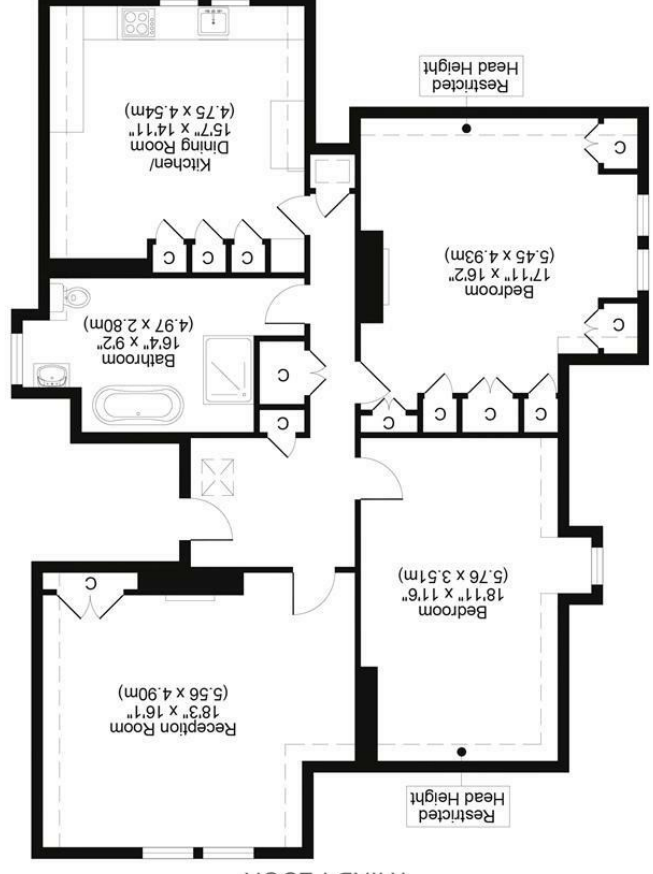 Restricted
Head Height
Reception Room
18'3" x 16'1"
(5.56 x 4.90m)
C
Bedroom
18'11" x 11'6"
(5.76 x 3.51m)
C
C
C
C
C
C
Bathroom
16'4" x 9'2"
(4.97 x 2.80m)
C
Bedroom
17'11" x 16'2"
(5.45 x 4.93m)
C
C
C
C
Kitchen/
Dining Room
15'7" x 14'11"
(4.75 x 4.54m)
Restricted
Head Height